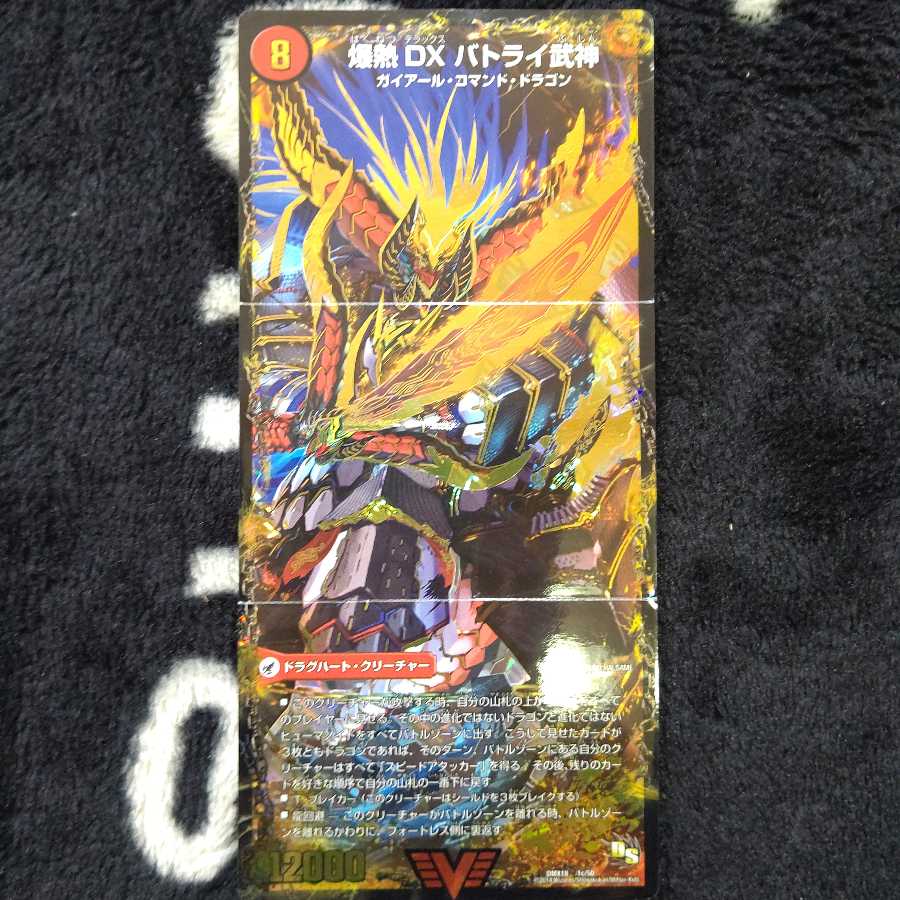 8
ばくねつ デラックス ぶしん
爆熱DX バトライ武神
ガイアール・コマンド・ドラゴン
ドラグハート・クリーチャー
■ このクリーチャーが攻撃する時、自分の山札の上から
のプレイヤーに見せる。その中の進化ではないドラゴンと進化ではない
ヒューマノイドをすべてバトルゾーンに出す。こうして見せたカードが
3枚ともドラゴンであれば、そのターン、バトルゾーンにある自分のク
リーチャーはすべて「スピードアタッカー」を得る。その後、残りのカー
ドを好きな順序で自分の山札の一番下に戻す。
■ T・ブレイカー(このクリーチャーはシールドを3枚ブレイクする)
■ 龍回避―このクリーチャーがバトルゾーンを離れる時、バトルゾー
ンを離れるかわりに、フォートレス側に裏返す。
12000
DS
DMX18 1c/50